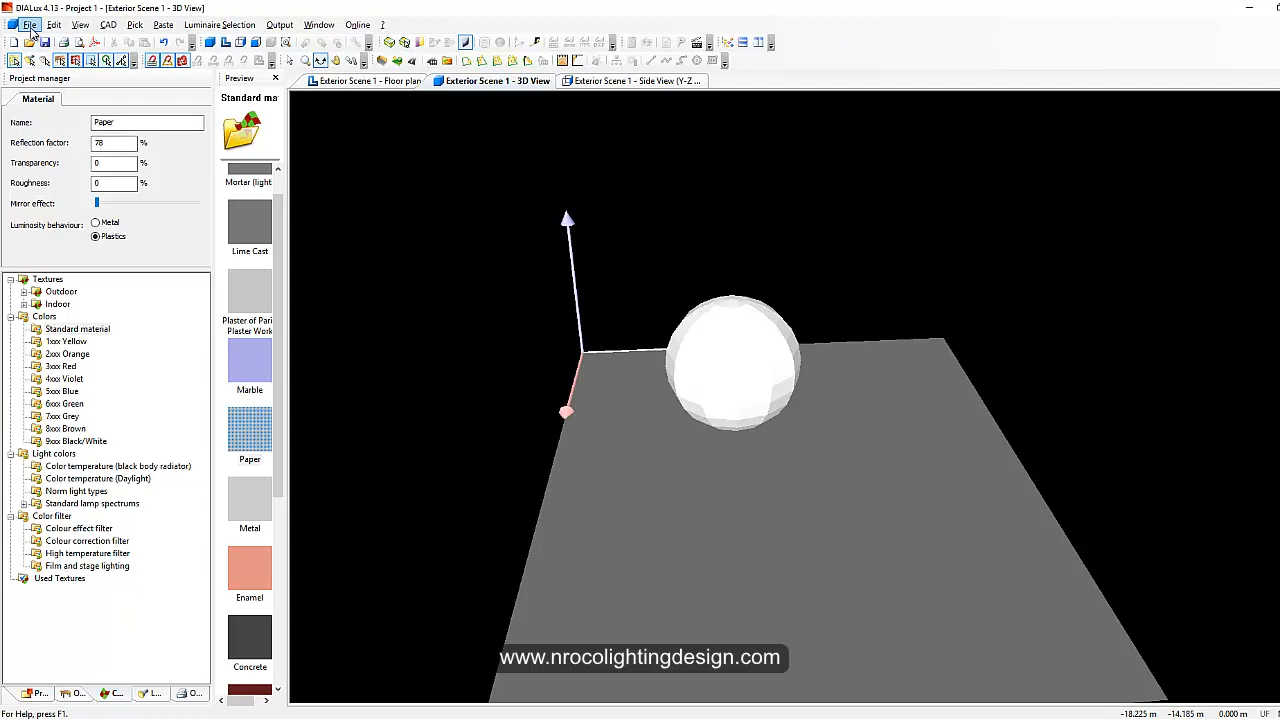 DIALux 4.13 - Project 1 - [Exterior Scene 1 - 3D View]
File Edit View CAD Pick Paste Luminaire Selection Output Window Online ?
Project manager
Preview
Exterior Scene 1 - Floor plan
Exterior Scene 1 - 3D View
Exterior Scene 1 - Side View (Y-Z ...
Material
Standard ma
Name: Paper
Reflection factor: 78 %
Transparency: 0 %
Roughness: 0 %
Mirror effect:
Luminosity behaviour: Metal
Plastics
Textures
Outdoor
Indoor
Colors
Standard material
1xxx Yellow
2xxx Orange
3xxx Red
4xxx Violet
5xxx Blue
6xxx Green
7xxx Grey
8xxx Brown
9xxx Black/White
Light colors
Color temperature (black body radiator)
Color temperature (Daylight)
Norm light types
Standard lamp spectrums
Color filter
Colour effect filter
Colour correction filter
High temperature filter
Film and stage lighting
Used Textures
Mortar (light
Lime Cast
Plaster of Pari
Plaster Work
Marble
Paper
Metal
Enamel
Concrete
www.nrocolightingdesign.com
Pr... O... C... L... O...
For Help, press F1.
-18.225 m -14.185 m 0.000 m UF